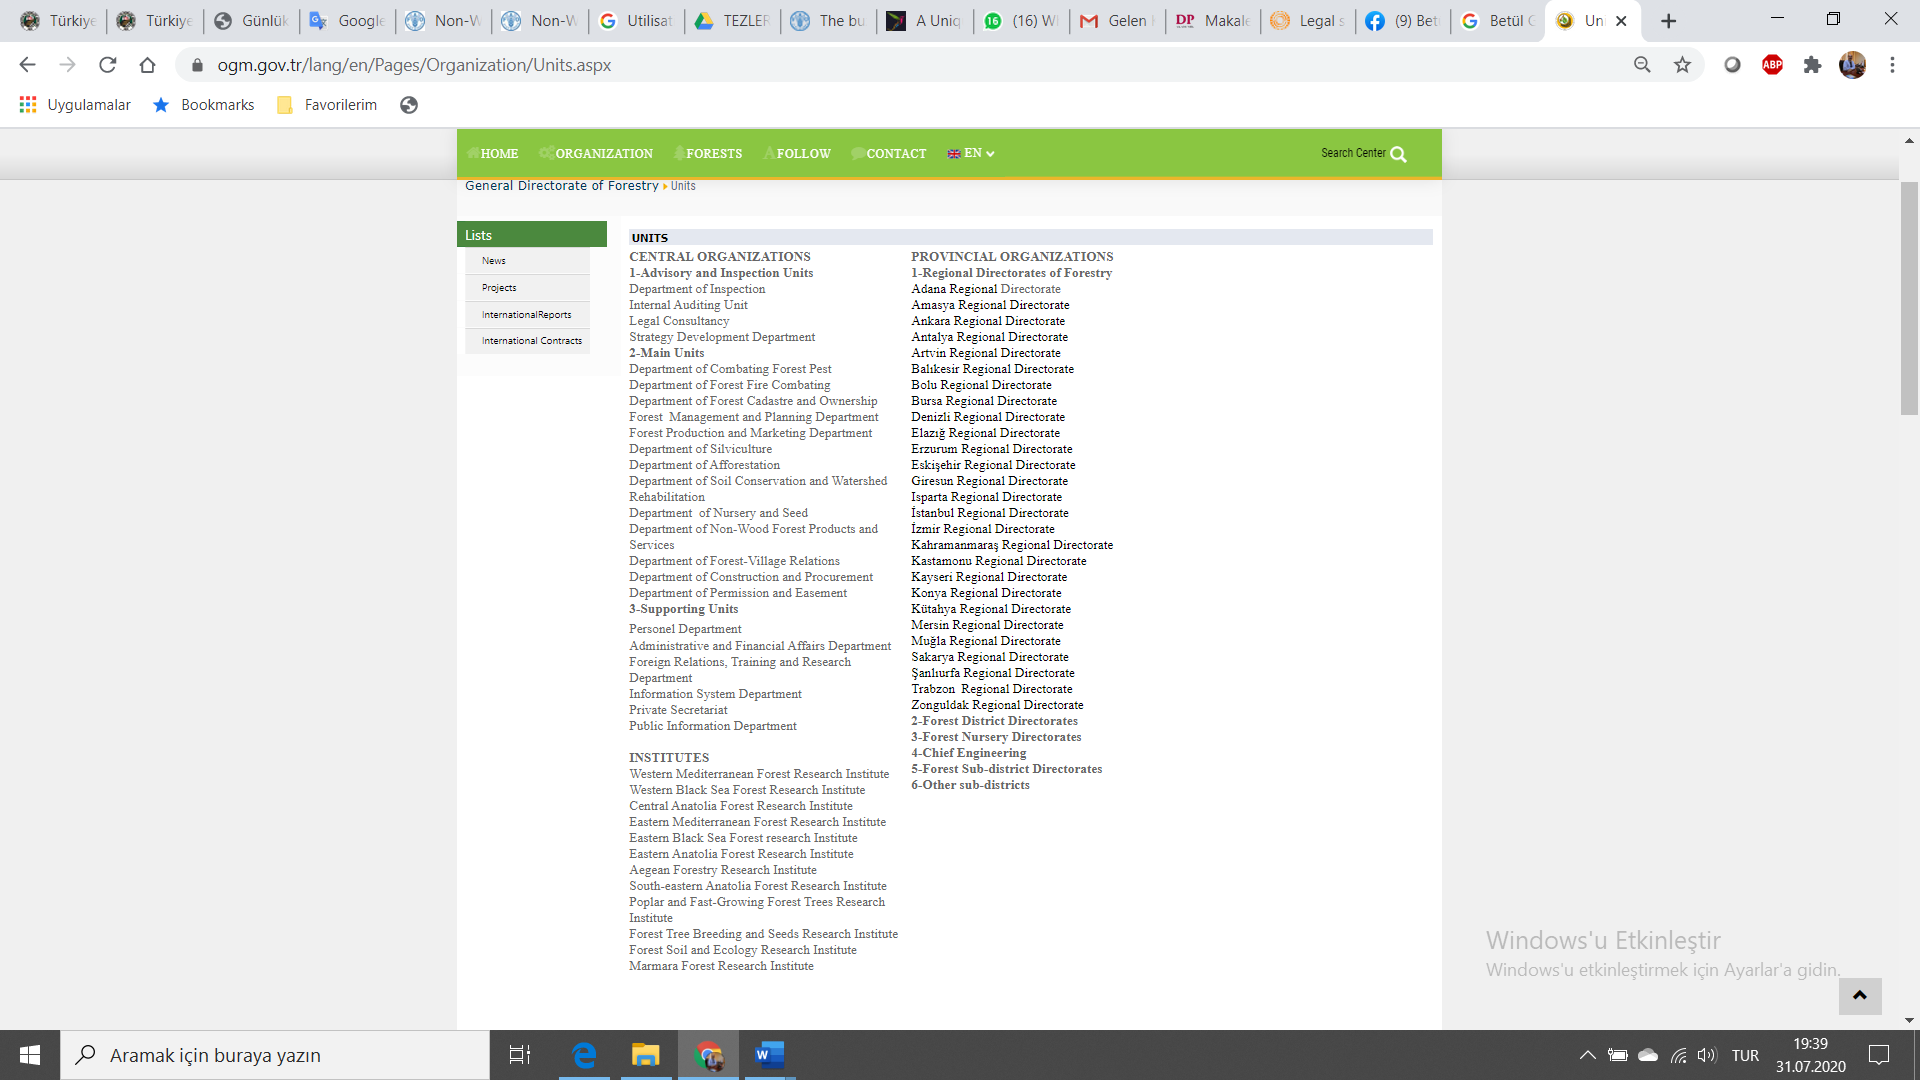 Türkiye
Türkiye
Günlük
Google
Non-W
Non-W
Utilisat
TEZLER
The bu
A Uniq
(16) W
Gelen
Makale
Legal s
(9) Bet
Betül
Uni
ogm.gov.tr/lang/en/Pages/Organization/Units.aspx
ABP
Uygulamalar
Bookmarks
Favorilerim
HOME
ORGANIZATION
FORESTS
FOLLOW
CONTACT
EN
Search Center
General Directorate of Forestry Units
Lists
News
Projects
InternationalReports
International Contracts
UNITS
CENTRAL ORGANIZATIONS
1-Advisory and Inspection Units
Department of Inspection
Internal Auditing Unit
Legal Consultancy
Strategy Development Department
2-Main Units
Department of Combating Forest Pest
Department of Forest Fire Combating
Department of Forest Cadastre and Ownership
Forest Management and Planning Department
Forest Production and Marketing Department
Department of Silviculture
Department of Afforestation
Department of Soil Conservation and Watershed
Rehabilitation
Department of Nursery and Seed
Department of Non-Wood Forest Products and
Services
Department of Forest-Village Relations
Department of Construction and Procurement
Department of Permission and Easement
3-Supporting Units
Personel Department
Administrative and Financial Affairs Department
Foreign Relations, Training and Research
Department
Information System Department
Private Secretariat
Public Information Department
INSTITUTES
Western Mediterranean Forest Research Institute
Western Black Sea Forest Research Institute
Central Anatolia Forest Research Institute
Eastern Mediterranean Forest Research Institute
Eastern Black Sea Forest research Institute
Eastern Anatolia Forest Research Institute
Aegean Forestry Research Institute
South-eastern Anatolia Forest Research Institute
Poplar and Fast-Growing Forest Trees Research
Institute
Forest Tree Breeding and Seeds Research Institute
Forest Soil and Ecology Research Institute
Marmara Forest Research Institute
PROVINCIAL ORGANIZATIONS
1-Regional Directorates of Forestry
Adana Regional Directorate
Amasya Regional Directorate
Ankara Regional Directorate
Antalya Regional Directorate
Artvin Regional Directorate
Balıkesir Regional Directorate
Bolu Regional Directorate
Bursa Regional Directorate
Denizli Regional Directorate
Elazığ Regional Directorate
Erzurum Regional Directorate
Eskişehir Regional Directorate
Giresun Regional Directorate
Isparta Regional Directorate
İstanbul Regional Directorate
İzmir Regional Directorate
Kahramanmaraş Regional Directorate
Kastamonu Regional Directorate
Kayseri Regional Directorate
Konya Regional Directorate
Kütahya Regional Directorate
Mersin Regional Directorate
Muğla Regional Directorate
Sakarya Regional Directorate
Şanlıurfa Regional Directorate
Trabzon Regional Directorate
Zonguldak Regional Directorate
2-Forest District Directorates
3-Forest Nursery Directorates
4-Chief Engineering
5-Forest Sub-district Directorates
6-Other sub-districts
Windows'u Etkinleştir
Windows'u etkinleştirmek için Ayarlar'a gidin.
Aramak için buraya yazın
TUR
19:39
31.07.2020